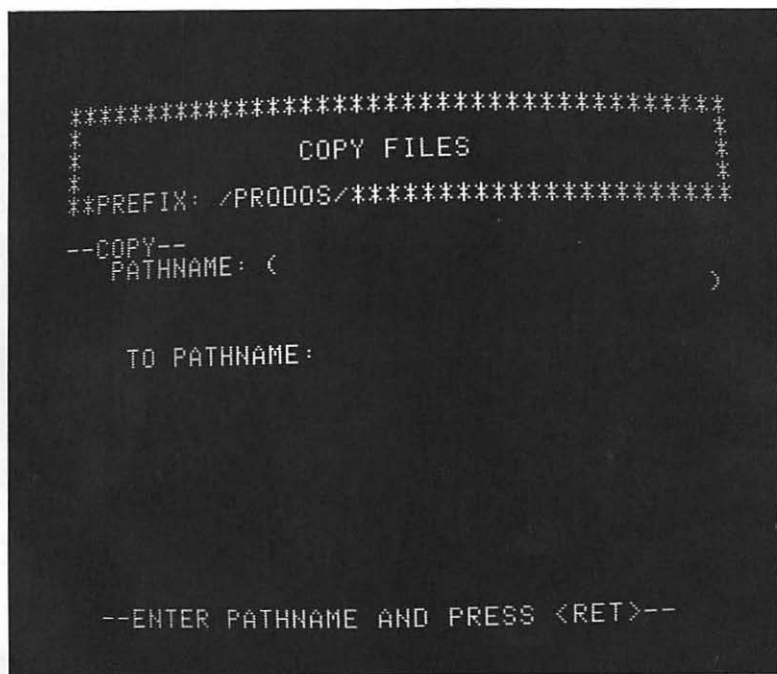 ******************************************
*                                        *
*              COPY FILES                *
*                                        *
**PREFIX: /PRODOS/************************
--COPY--
PATHNAME: (
)
TO PATHNAME:
--ENTER PATHNAME AND PRESS <RET>--